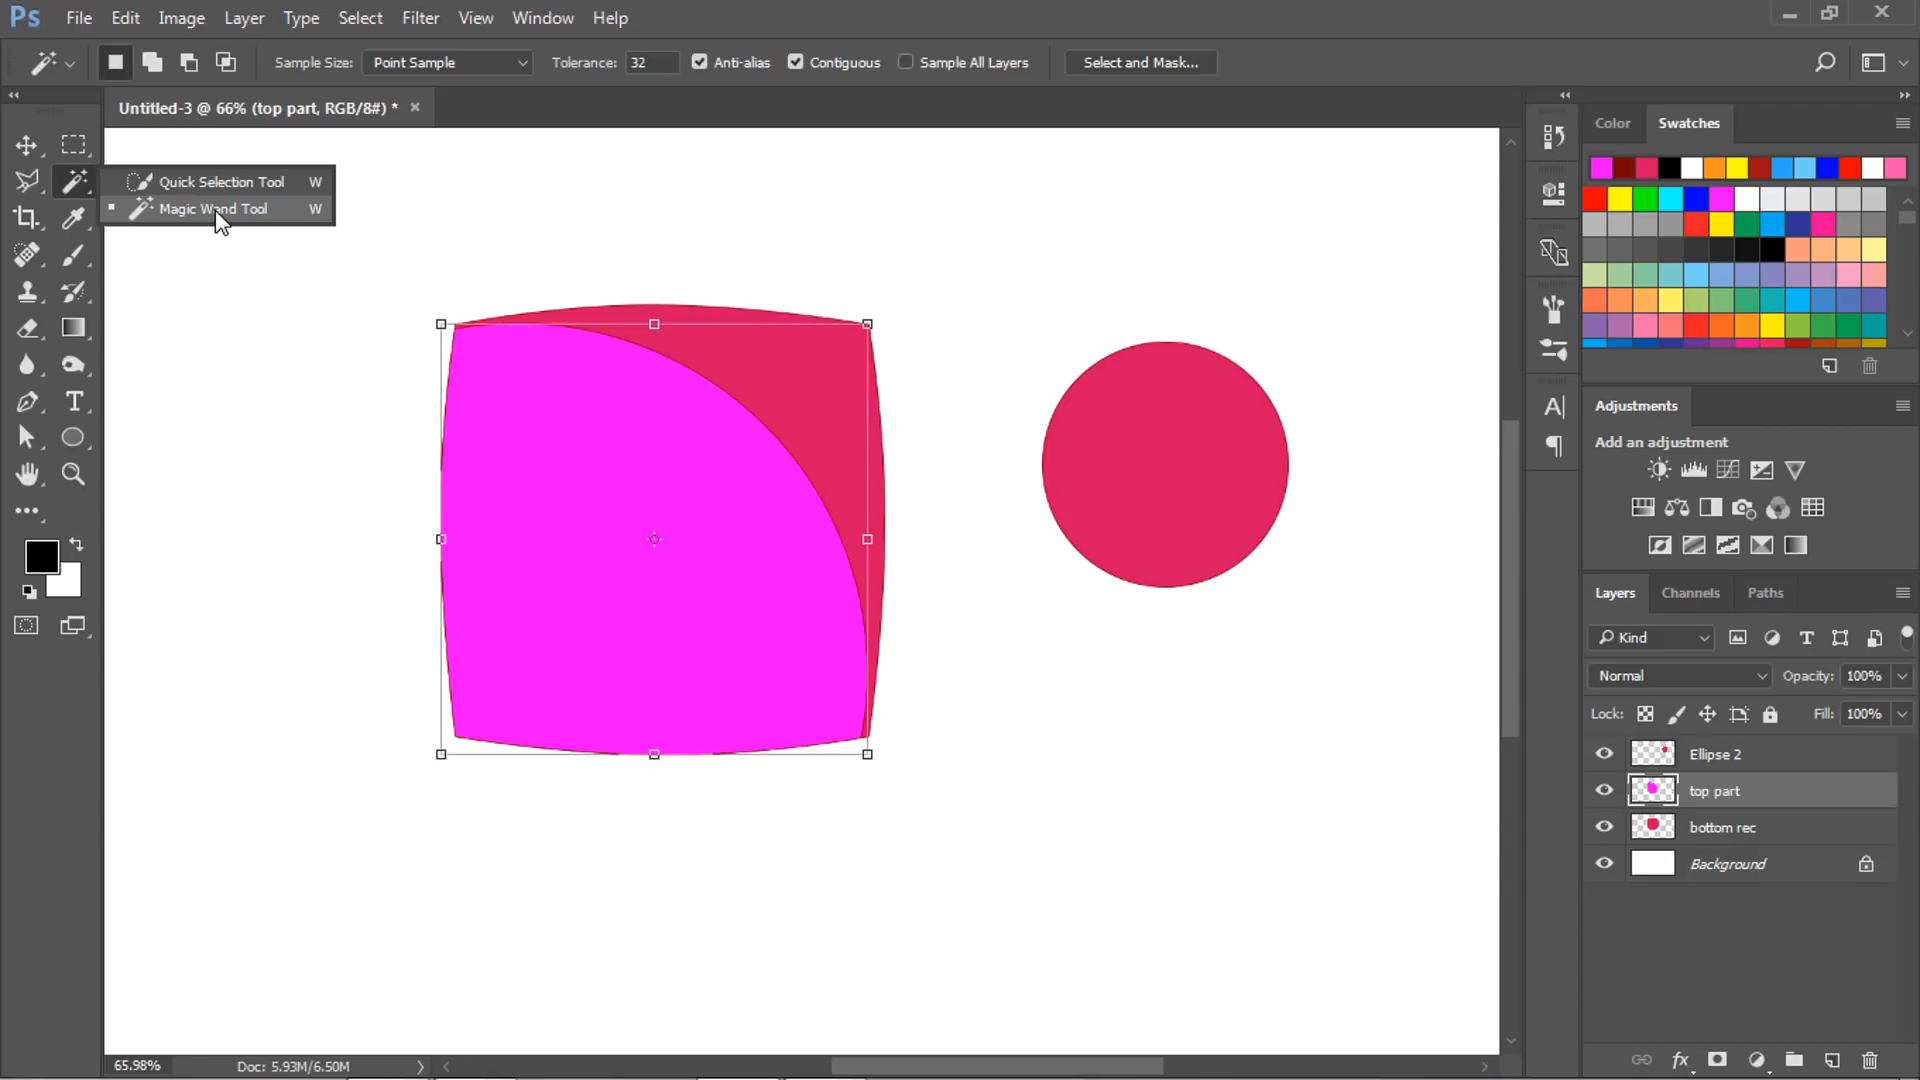 Ps File Edit Image Layer Type Select Filter View Window Help
Sample Size: Point Sample Tolerance: 32 Anti-alias Contiguous Sample All Layers Select and Mask...
Untitled-3 @ 66% (top part, RGB/8#) *
Quick Selection Tool W
Magic Wand Tool W
Color Swatches
Adjustments
Add an adjustment
Layers Channels Paths
Kind
Normal Opacity: 100%
Lock: Fill: 100%
Ellipse 2
top part
bottom rec
Background
65.98% Doc: 5.93M/6.50M